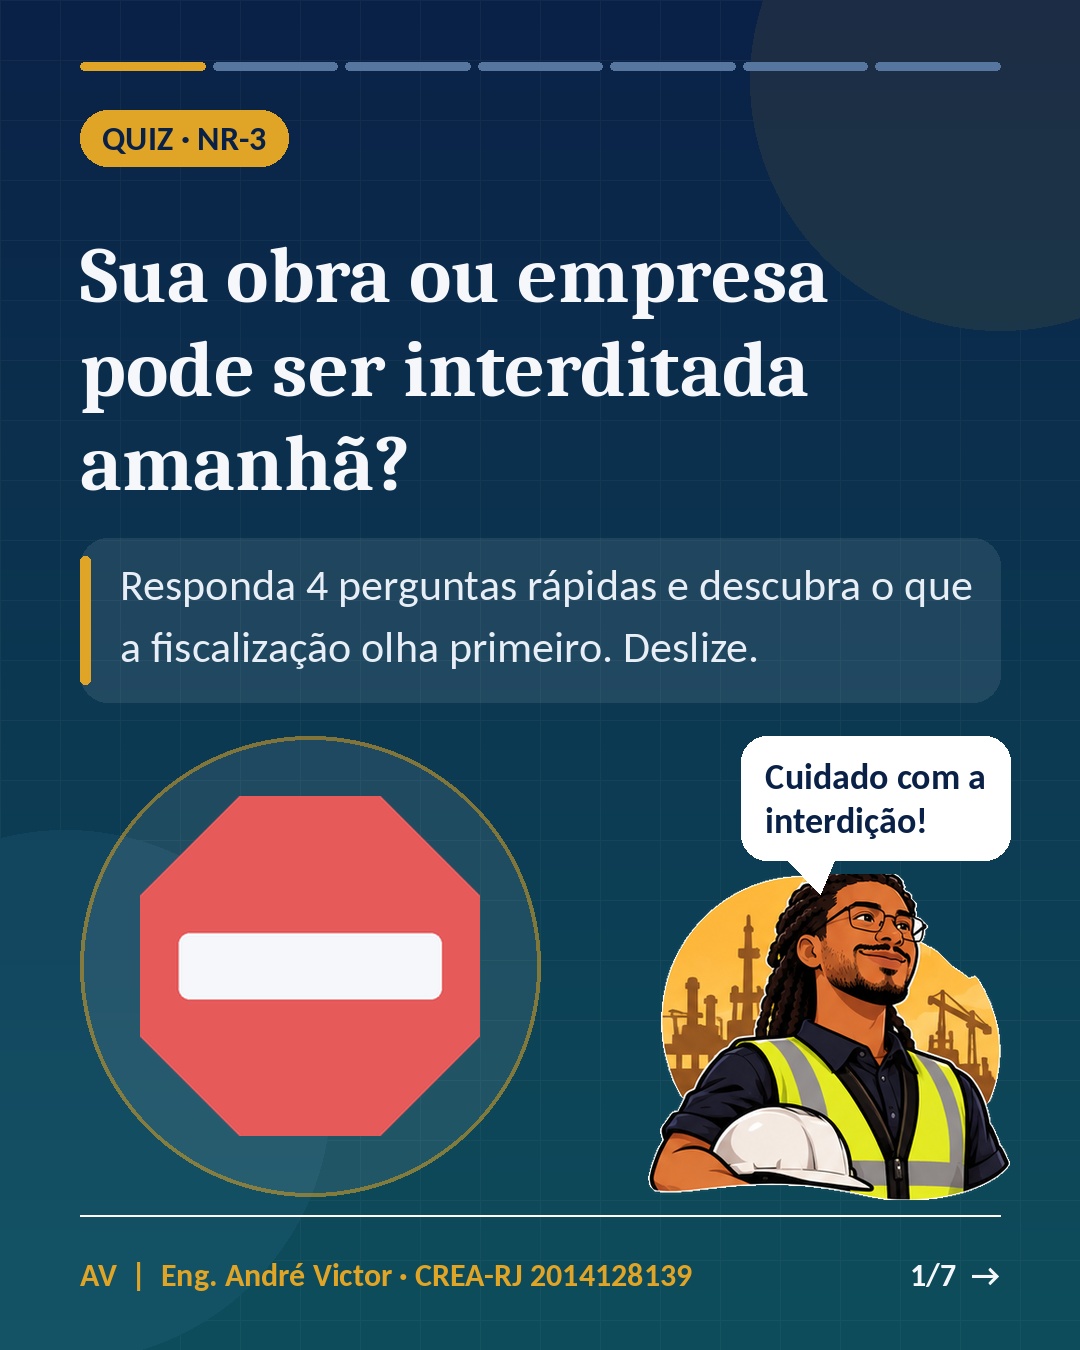 QUIZ · NR-3
Sua obra ou empresa
pode ser interditada
amanhã?
Responda 4 perguntas rápidas e descubra o que
a fiscalização olha primeiro. Deslize.
Cuidado com a
interdição!
AV | Eng. André Victor · CREA-RJ 2014128139
1/7 →